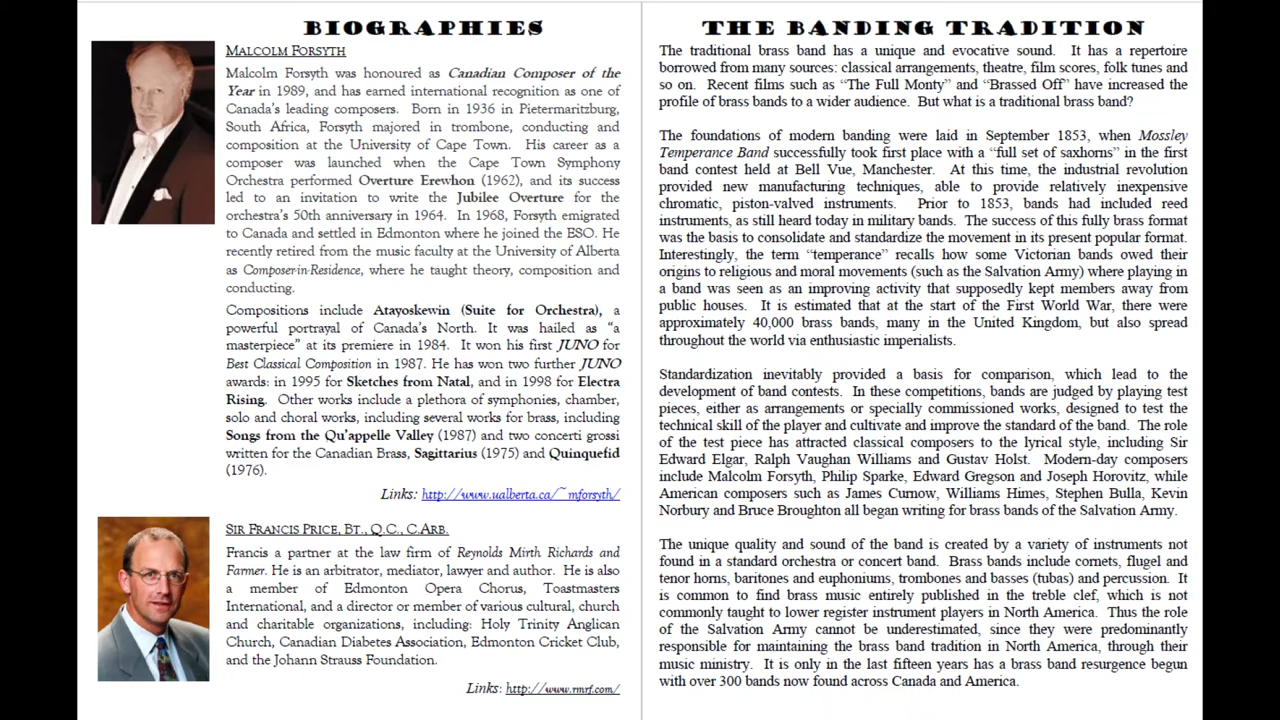 BIOGRAPHIES
MALCOLM FORSYTH
Malcolm Forsyth was honoured as Canadian Composer of the
Year in 1989, and has earned international recognition as one of
Canada's leading composers. Born in 1936 in Pietermaritzburg,
South Africa, Forsyth majored in trombone, conducting and
composition at the University of Cape Town. His career as a
composer was launched when the Cape Town Symphony
Orchestra performed Overture Erewhon (1962), and its success
led to an invitation to write the Jubilee Overture for the
orchestra's 50th anniversary in 1964. In 1968, Forsyth emigrated
to Canada and settled in Edmonton where he joined the ESO. He
recently retired from the music faculty at the University of Alberta
as Composer-in-Residence, where he taught theory, composition and
conducting.
Compositions include Atayoskewin (Suite for Orchestra), a
powerful portrayal of Canada's North. It was hailed as "a
masterpiece" at its premiere in 1984. It won his first JUNO for
Best Classical Composition in 1987. He has won two further JUNO
awards: in 1995 for Sketches from Natal, and in 1998 for Electra
Rising. Other works include a plethora of symphonies, chamber,
solo and choral works, including several works for brass, including
Songs from the Qu'appelle Valley (1987) and two concerti grossi
written for the Canadian Brass, Sagittarius (1975) and Quinquefid
(1976).
Links: http://www.ualberta.ca/~mforsyth/
SIR FRANCIS PRICE, BT., Q.C., C.ARB.
Francis a partner at the law firm of Reynolds Mirth Richards and
Farmer. He is an arbitrator, mediator, lawyer and author. He is also
a member of Edmonton Opera Chorus, Toastmasters
International, and a director or member of various cultural, church
and charitable organizations, including: Holy Trinity Anglican
Church, Canadian Diabetes Association, Edmonton Cricket Club,
and the Johann Strauss Foundation.
Links: http://www.rmrf.com/
THE BANDING TRADITION
The traditional brass band has a unique and evocative sound. It has a repertoire
borrowed from many sources: classical arrangements, theatre, film scores, folk tunes and
so on. Recent films such as "The Full Monty" and "Brassed Off" have increased the
profile of brass bands to a wider audience. But what is a traditional brass band?
The foundations of modern banding were laid in September 1853, when Mossley
Temperance Band successfully took first place with a "full set of saxhorns" in the first
band contest held at Bell Vue, Manchester. At this time, the industrial revolution
provided new manufacturing techniques, able to provide relatively inexpensive
chromatic, piston-valved instruments. Prior to 1853, bands had included reed
instruments, as still heard today in military bands. The success of this fully brass format
was the basis to consolidate and standardize the movement in its present popular format.
Interestingly, the term "temperance" recalls how some Victorian bands owed their
origins to religious and moral movements (such as the Salvation Army) where playing in
a band was seen as an improving activity that supposedly kept members away from
public houses. It is estimated that at the start of the First World War, there were
approximately 40,000 brass bands, many in the United Kingdom, but also spread
throughout the world via enthusiastic imperialists.
Standardization inevitably provided a basis for comparison, which lead to the
development of band contests. In these competitions, bands are judged by playing test
pieces, either as arrangements or specially commissioned works, designed to test the
technical skill of the player and cultivate and improve the standard of the band. The role
of the test piece has attracted classical composers to the lyrical style, including Sir
Edward Elgar, Ralph Vaughan Williams and Gustav Holst. Modern-day composers
include Malcolm Forsyth, Philip Sparke, Edward Gregson and Joseph Horovitz, while
American composers such as James Curnow, Williams Himes, Stephen Bulla, Kevin
Norbury and Bruce Broughton all began writing for brass bands of the Salvation Army.
The unique quality and sound of the band is created by a variety of instruments not
found in a standard orchestra or concert band. Brass bands include cornets, flugel and
tenor horns, baritones and euphoniums, trombones and basses (tubas) and percussion. It
is common to find brass music entirely published in the treble clef, which is not
commonly taught to lower register instrument players in North America. Thus the role
of the Salvation Army cannot be underestimated, since they were predominantly
responsible for maintaining the brass band tradition in North America, through their
music ministry. It is only in the last fifteen years has a brass band resurgence begun
with over 300 bands now found across Canada and America.